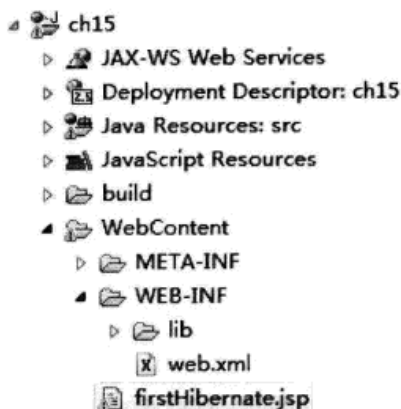 ch15
JAX-WS Web Services
Deployment Descriptor: ch15
Java Resources: src
JavaScript Resources
build
WebContent
META-INF
WEB-INF
lib
web.xml
firstHibernate.jsp